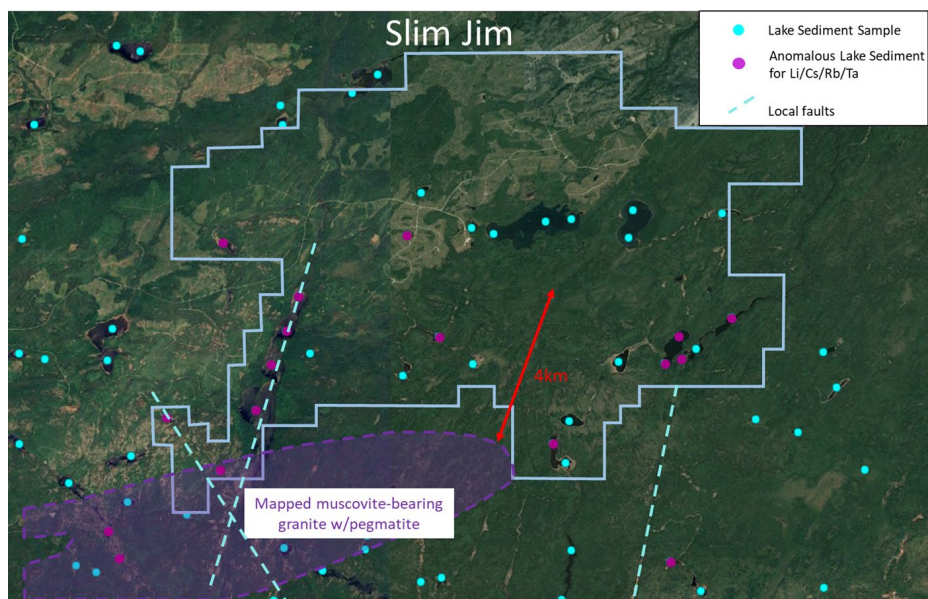 Slim Jim
Lake Sediment Sample
Anomalous Lake Sediment
for Li/Cs/Rb/Ta
Local faults
4km
Mapped muscovite-bearing
granite w/pegmatite